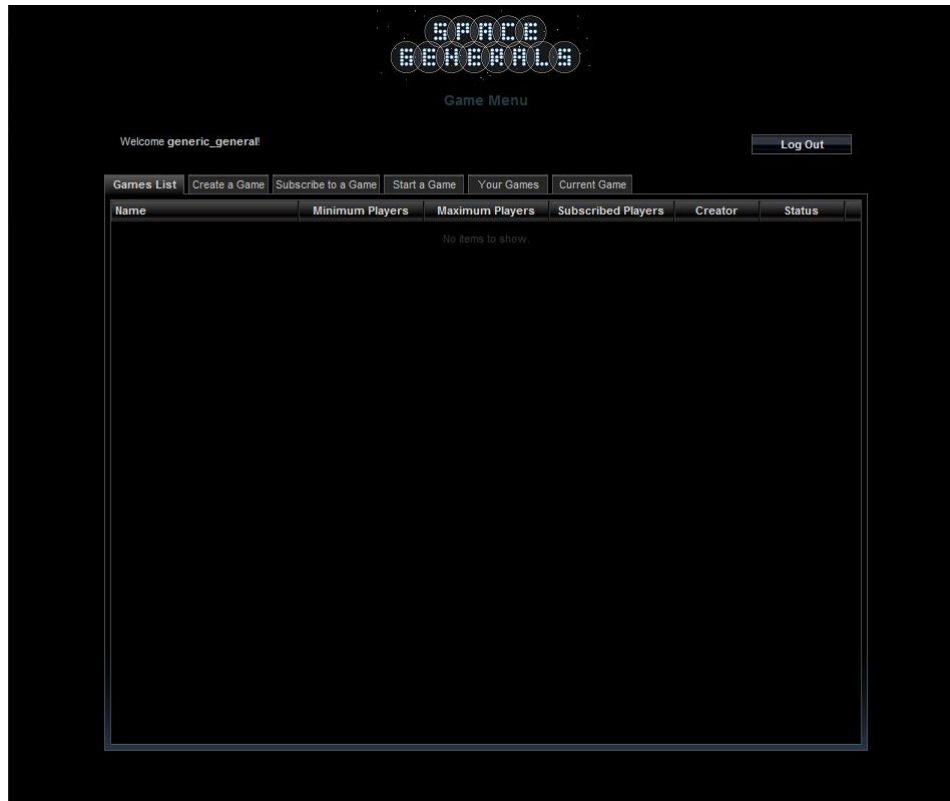 SPACE
GENERALS
Game Menu
Welcome generic_general!
Log Out
Games List Create a Game Subscribe to a Game Start a Game Your Games Current Game
Name Minimum Players Maximum Players Subscribed Players Creator Status
No items to show.